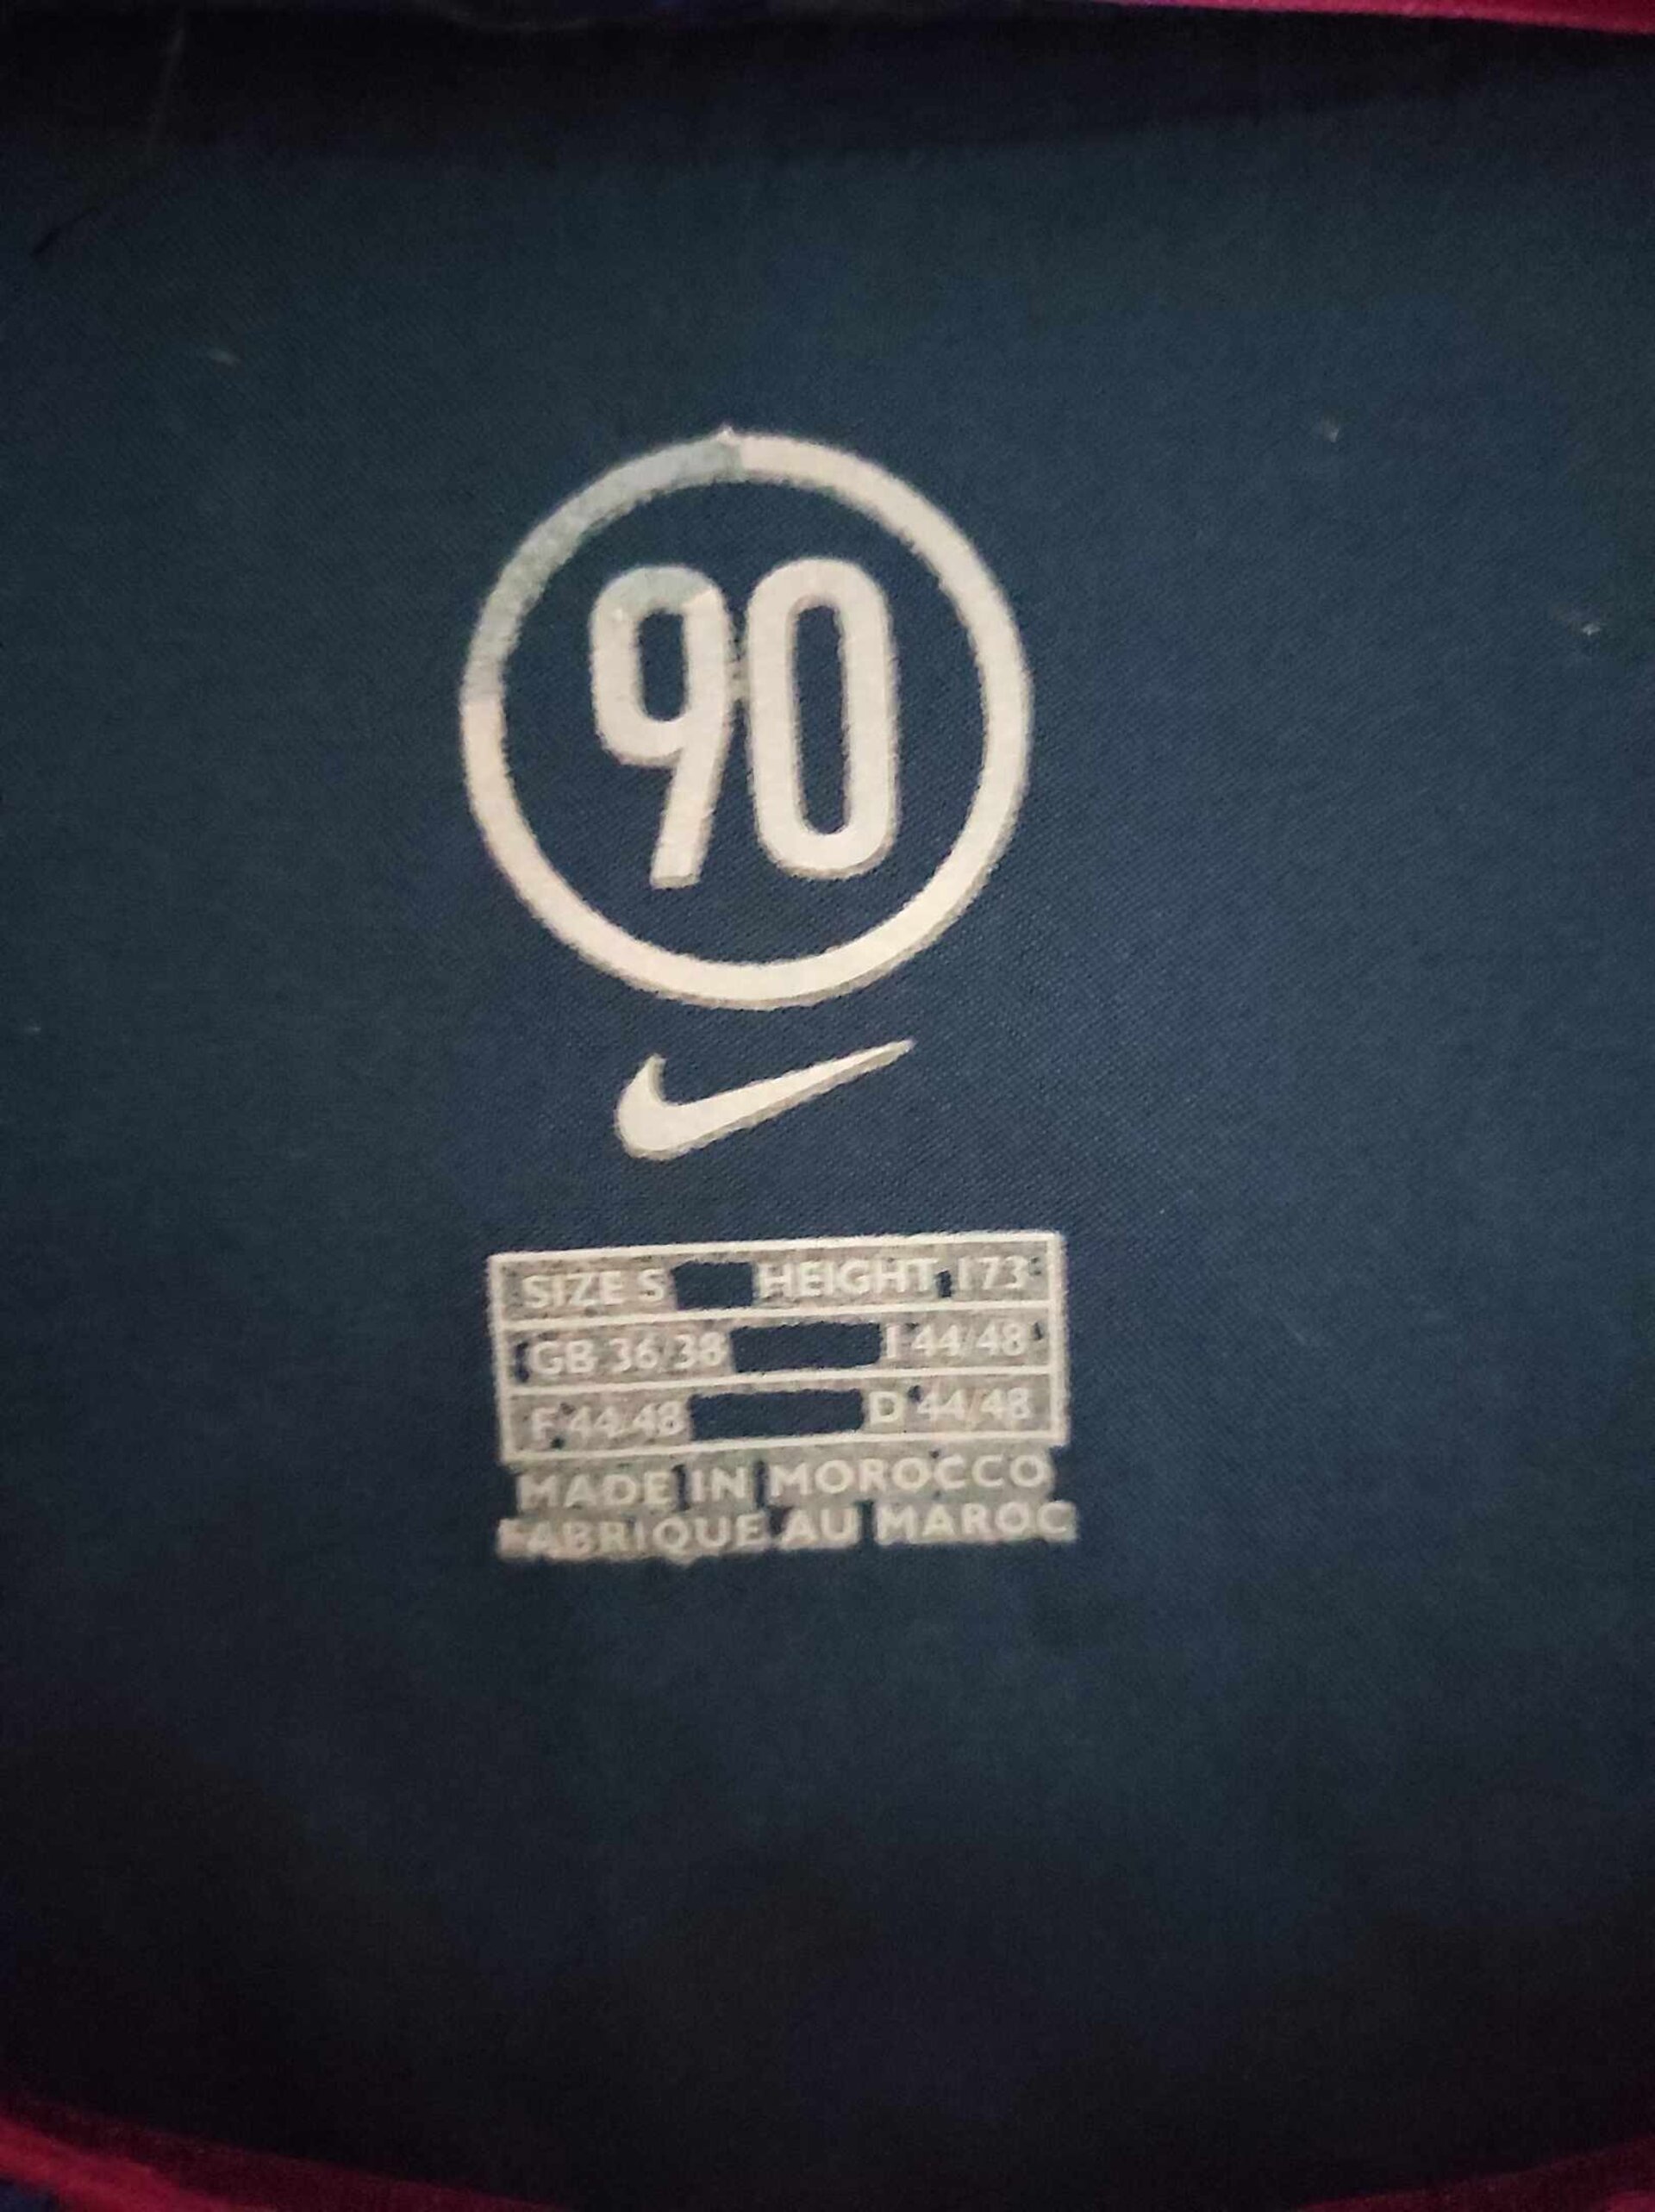 90
SIZE S HEIGHT 173
GB 36/38 I 44/48
F 44/48 D 44/48
MADE IN MOROCCO
FABRIQUE AU MAROC